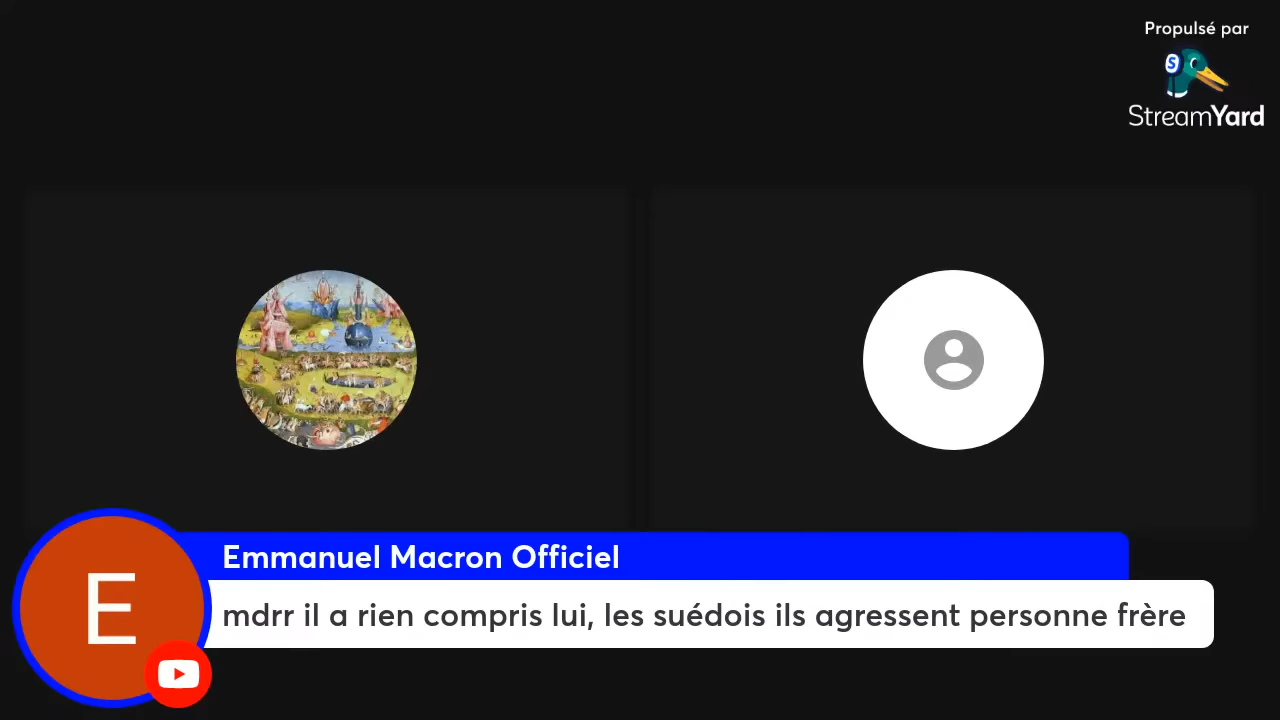 Propulsé par
S
StreamYard
E
Emmanuel Macron Officiel
mdrr il a rien compris lui, les suédois ils agressent personne frère